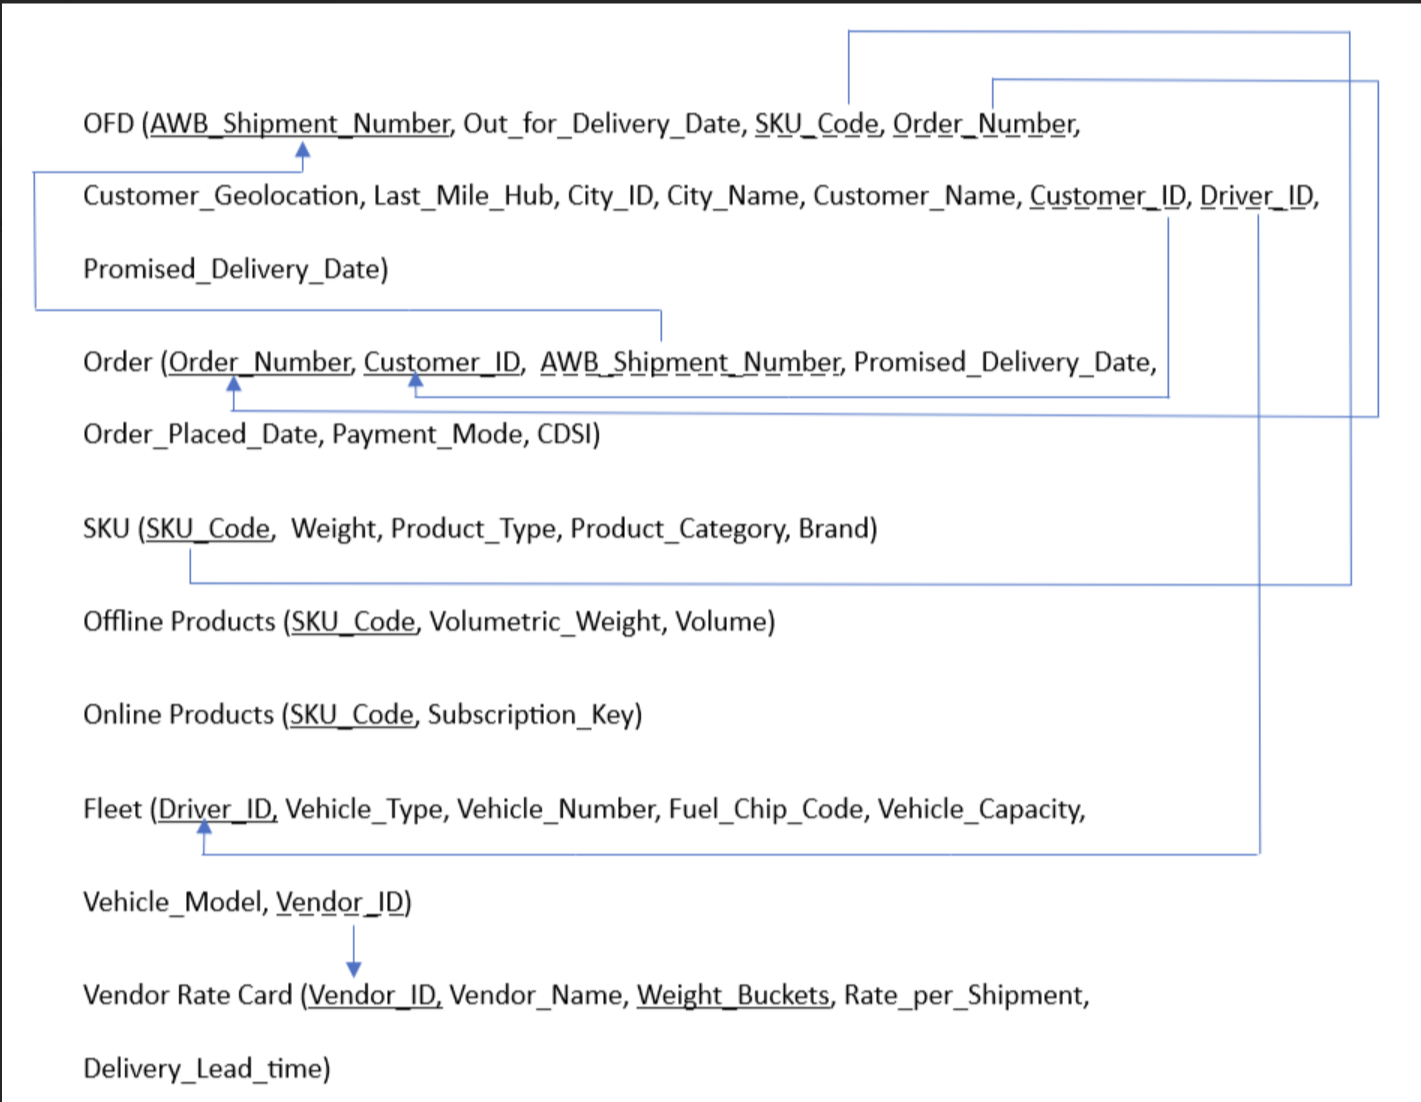 OFD (AWB_Shipment_Number, Out_for_Delivery_Date, SKU_Code, Order_Number,
Customer_Geolocation, Last_Mile_Hub, City_ID, City_Name, Customer_Name, Customer_ID, Driver_ID,
Promised_Delivery_Date)
Order (Order_Number, Customer_ID, AWB_Shipment_Number, Promised_Delivery_Date,
Order_Placed_Date, Payment_Mode, CDSI)
SKU (SKU_Code, Weight, Product_Type, Product_Category, Brand)
Offline Products (SKU_Code, Volumetric_Weight, Volume)
Online Products (SKU_Code, Subscription_Key)
Fleet (Driver_ID, Vehicle_Type, Vehicle_Number, Fuel_Chip_Code, Vehicle_Capacity,
Vehicle_Model, Vendor_ID)
Vendor Rate Card (Vendor_ID, Vendor_Name, Weight_Buckets, Rate_per_Shipment,
Delivery_Lead_time)